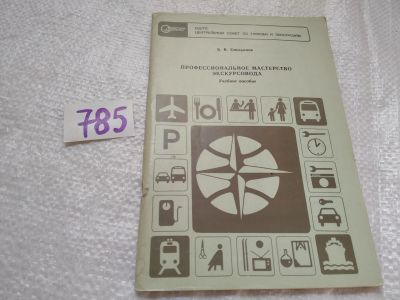 ВЦСПС
ЦЕНТРАЛЬНЫЙ СОВЕТ ПО ТУРИЗМУ И ЭКСКУРСИЯМ
Б. В. Емельянов
ПРОФЕССИОНАЛЬНОЕ МАСТЕРСТВО
ЭКСКУРСОВОДА
Учебное пособие
785
P